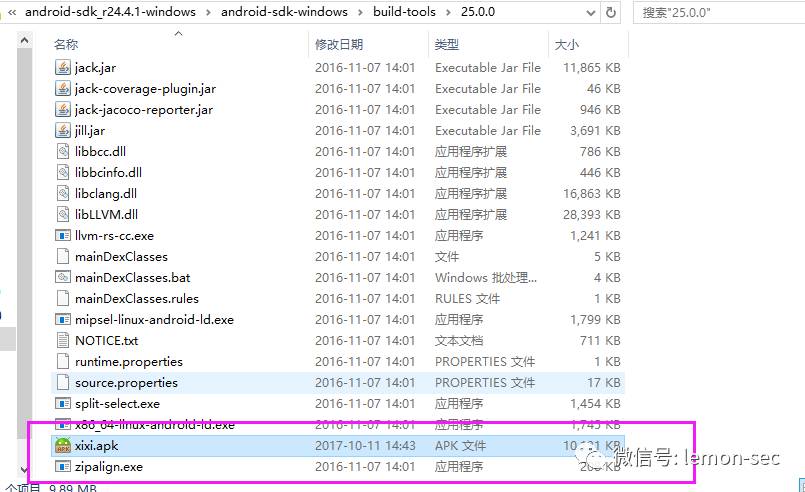 « android-sdk_r24.4.1-windows › android-sdk-windows › build-tools › 25.0.0 搜索"25.0.0"
名称 修改日期 类型 大小
jack.jar 2016-11-07 14:01 Executable Jar File 11,865 KB
jack-coverage-plugin.jar 2016-11-07 14:01 Executable Jar File 46 KB
jack-jacoco-reporter.jar 2016-11-07 14:01 Executable Jar File 946 KB
jill.jar 2016-11-07 14:01 Executable Jar File 3,691 KB
libbcc.dll 2016-11-07 14:01 应用程序扩展 786 KB
libbcinfo.dll 2016-11-07 14:01 应用程序扩展 446 KB
libclang.dll 2016-11-07 14:01 应用程序扩展 16,863 KB
libLLVM.dll 2016-11-07 14:01 应用程序扩展 28,393 KB
llvm-rs-cc.exe 2016-11-07 14:01 应用程序 1,241 KB
mainDexClasses 2016-11-07 14:01 文件 5 KB
mainDexClasses.bat 2016-11-07 14:01 Windows 批处理... 4 KB
mainDexClasses.rules 2016-11-07 14:01 RULES 文件 1 KB
mipsel-linux-android-ld.exe 2016-11-07 14:01 应用程序 1,799 KB
NOTICE.txt 2016-11-07 14:01 文本文档 711 KB
runtime.properties 2016-11-07 14:01 PROPERTIES 文件 1 KB
source.properties 2016-11-07 14:01 PROPERTIES 文件 17 KB
split-select.exe 2016-11-07 14:01 应用程序 1,454 KB
x86_64-linux-android-ld.exe 2016-11-07 14:01 应用程序 1,745 KB
xixi.apk 2017-10-11 14:43 APK 文件 KB
zipalign.exe 2016-11-07 14:01 应用程序 KB
微信号: lemon-sec
个项目 9.89 MB